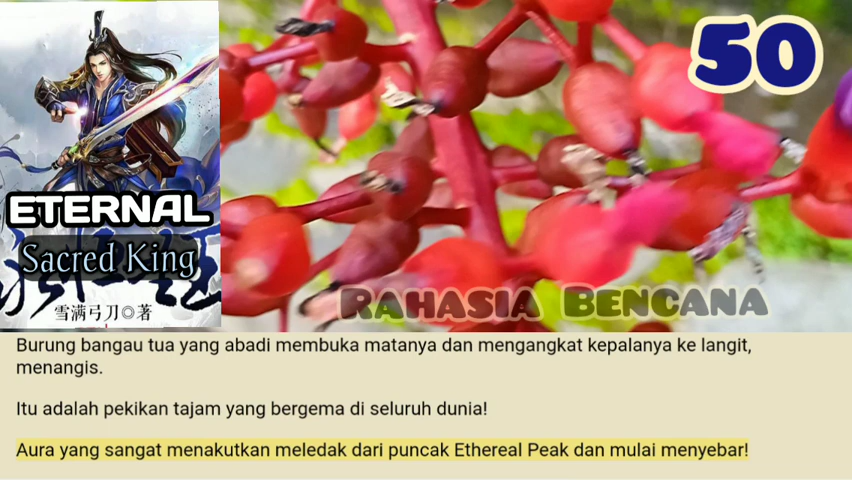 50
ETERNAL
Sacred King
雪满弓刀◎著
RAHASIA BENCANA
Burung bangau tua yang abadi membuka matanya dan mengangkat kepalanya ke langit,
menangis.
Itu adalah pekikan tajam yang bergema di seluruh dunia!
Aura yang sangat menakutkan meledak dari puncak Ethereal Peak dan mulai menyebar!